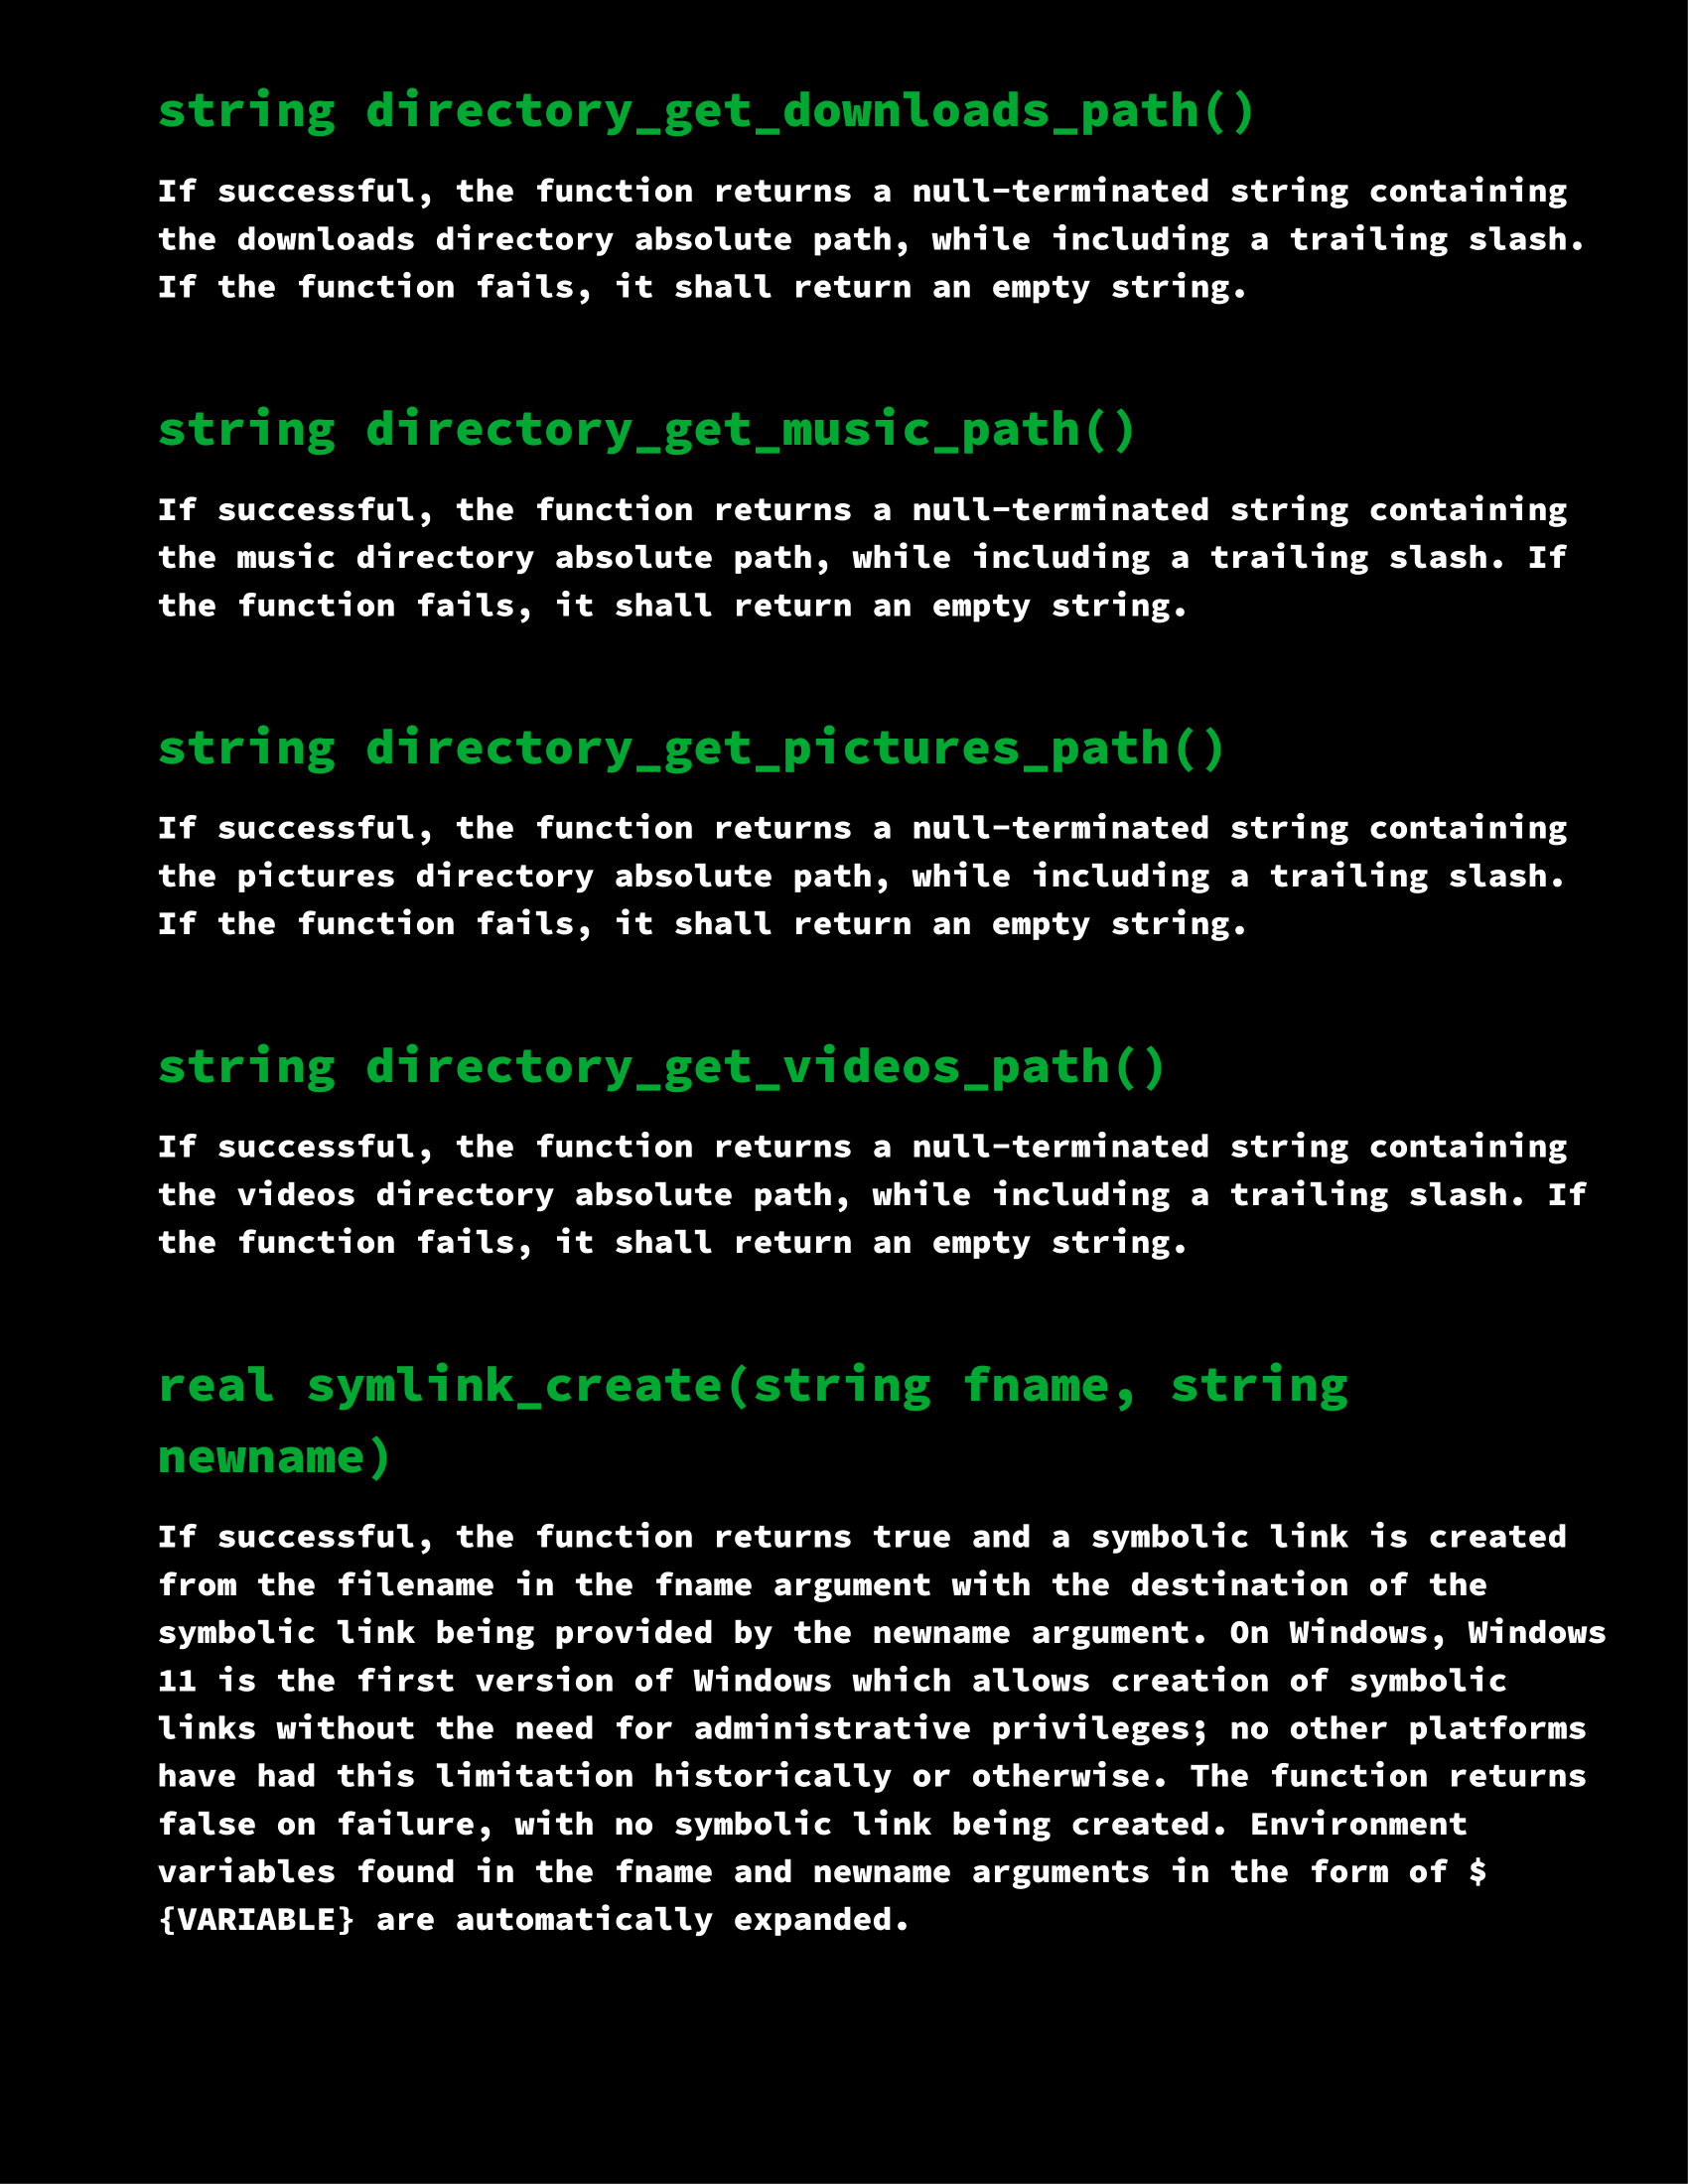 string directory_get_downloads_path()
If successful, the function returns a null-terminated string containing
the downloads directory absolute path, while including a trailing slash.
If the function fails, it shall return an empty string.
string directory_get_music_path()
If successful, the function returns a null-terminated string containing
the music directory absolute path, while including a trailing slash. If
the function fails, it shall return an empty string.
string directory_get_pictures_path()
If successful, the function returns a null-terminated string containing
the pictures directory absolute path, while including a trailing slash.
If the function fails, it shall return an empty string.
string directory_get_videos_path()
If successful, the function returns a null-terminated string containing
the videos directory absolute path, while including a trailing slash. If
the function fails, it shall return an empty string.
real symlink_create(string fname, string
newname)
If successful, the function returns true and a symbolic link is created
from the filename in the fname argument with the destination of the
symbolic link being provided by the newname argument. On Windows, Windows
11 is the first version of Windows which allows creation of symbolic
links without the need for administrative privileges; no other platforms
have had this limitation historically or otherwise. The function returns
false on failure, with no symbolic link being created. Environment
variables found in the fname and newname arguments in the form of $
{VARIABLE} are automatically expanded.